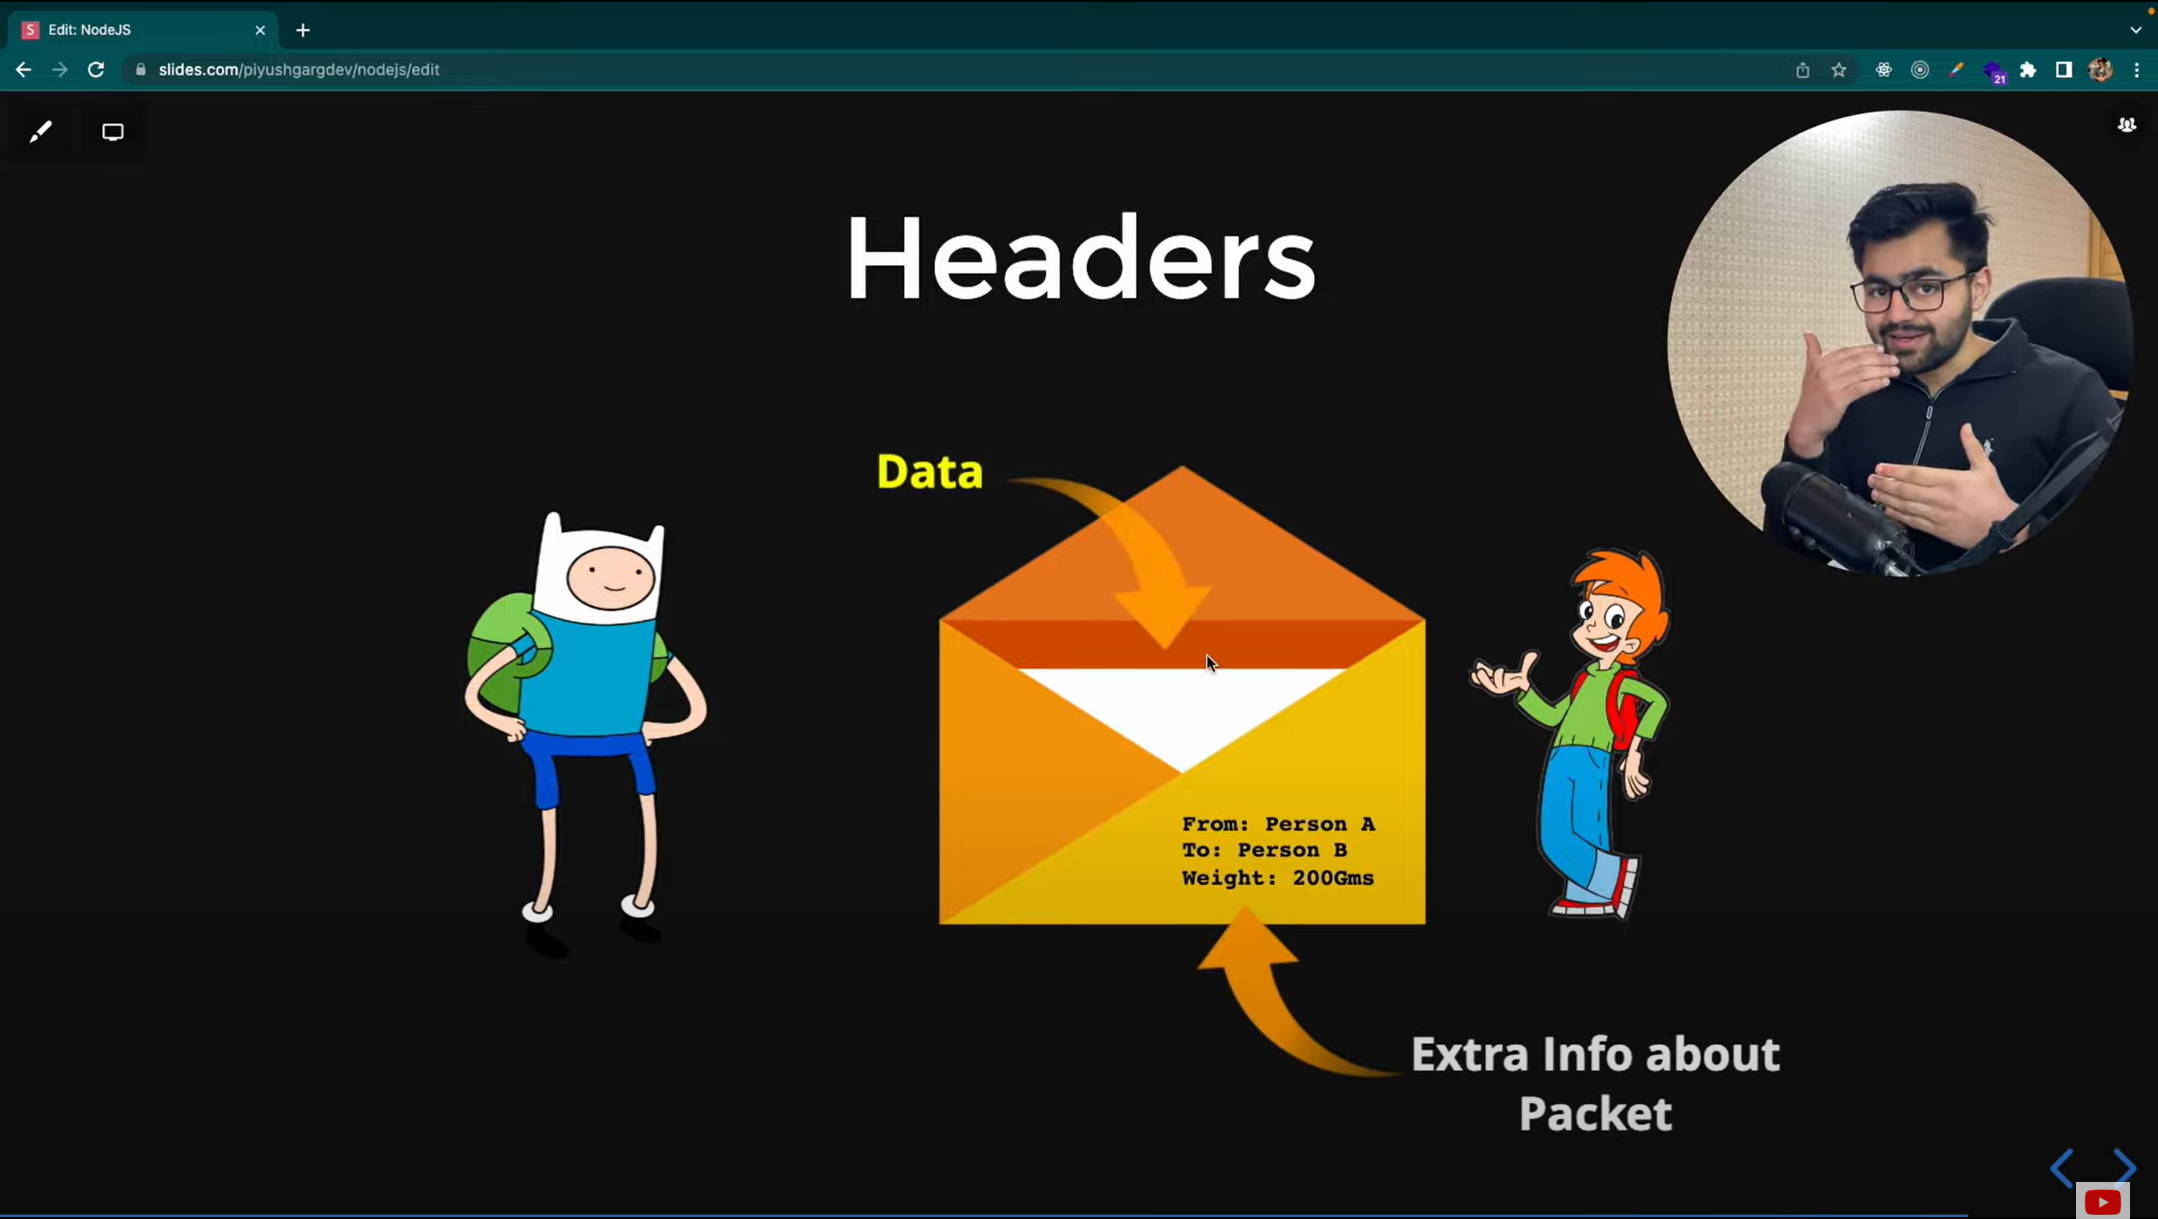 Edit: NodeJS
slides.com/piyushgargdev/nodejs/edit
21
Headers
Data
From: Person A
To: Person B
Weight: 200Gms
Extra Info about
Packet